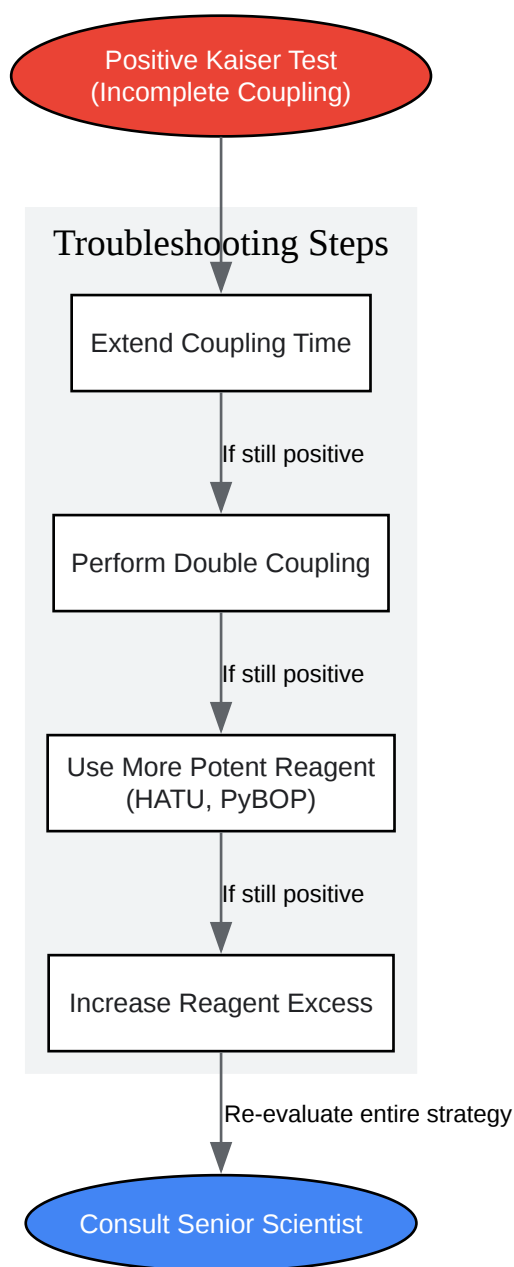 Positive Kaiser Test
(Incomplete Coupling)
Troubleshooting Steps
Extend Coupling Time
If still positive
Perform Double Coupling
If still positive
Use More Potent Reagent
(HATU, PyBOP)
If still positive
Increase Reagent Excess
Re-evaluate entire strategy
Consult Senior Scientist